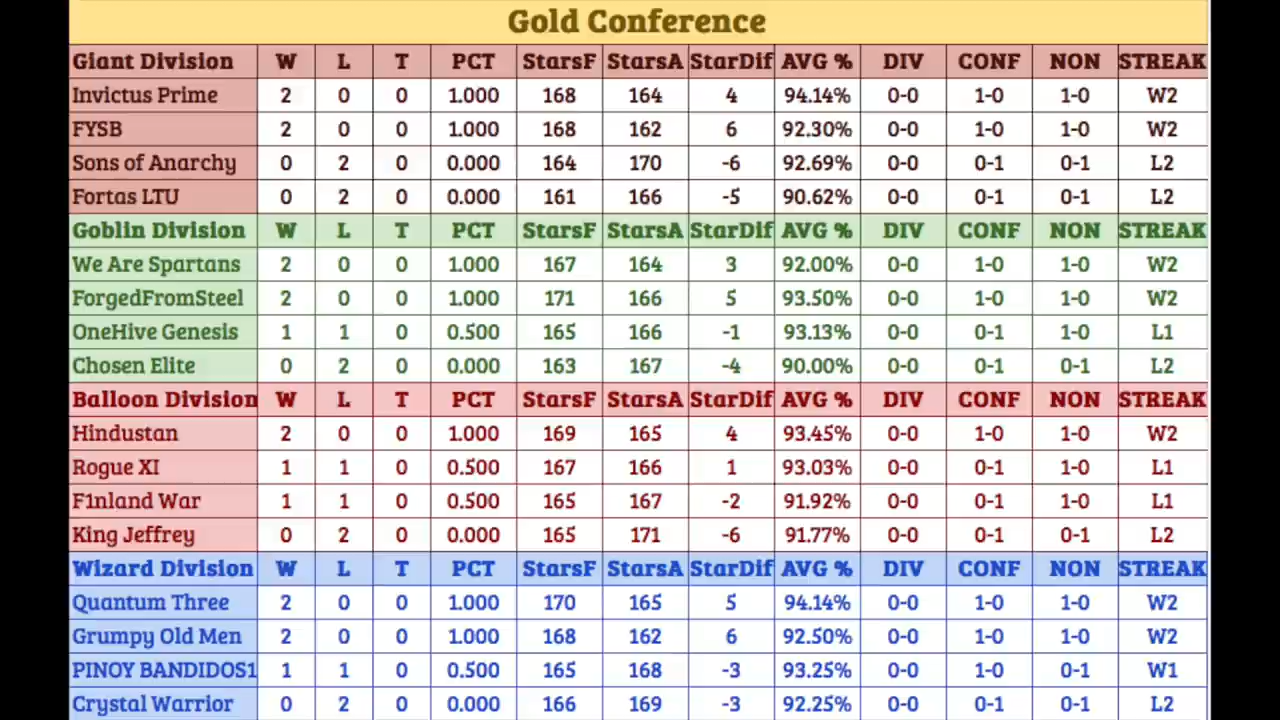 Gold Conference
Giant Division W L T PCT StarsF StarsA StarDif AVG % DIV CONF NON STREAK
Invictus Prime 2 0 0 1.000 168 164 4 94.14% 0-0 1-0 1-0 W2
FYSB 2 0 0 1.000 168 162 6 92.30% 0-0 1-0 1-0 W2
Sons of Anarchy 0 2 0 0.000 164 170 -6 92.69% 0-0 0-1 0-1 L2
Fortas LTU 0 2 0 0.000 161 166 -5 90.62% 0-0 0-1 0-1 L2
Goblin Division W L T PCT StarsF StarsA StarDif AVG % DIV CONF NON STREAK
We Are Spartans 2 0 0 1.000 167 164 3 92.00% 0-0 1-0 1-0 W2
ForgedFromSteel 2 0 0 1.000 171 166 5 93.50% 0-0 1-0 1-0 W2
OneHive Genesis 1 1 0 0.500 165 166 -1 93.13% 0-0 0-1 1-0 L1
Chosen Elite 0 2 0 0.000 163 167 -4 90.00% 0-0 0-1 0-1 L2
Balloon Division W L T PCT StarsF StarsA StarDif AVG % DIV CONF NON STREAK
Hindustan 2 0 0 1.000 169 165 4 93.45% 0-0 1-0 1-0 W2
Rogue XI 1 1 0 0.500 167 166 1 93.03% 0-0 0-1 1-0 L1
F1nland War 1 1 0 0.500 165 167 -2 91.92% 0-0 0-1 1-0 L1
King Jeffrey 0 2 0 0.000 165 171 -6 91.77% 0-0 0-1 0-1 L2
Wizard Division W L T PCT StarsF StarsA StarDif AVG % DIV CONF NON STREAK
Quantum Three 2 0 0 1.000 170 165 5 94.14% 0-0 1-0 1-0 W2
Grumpy Old Men 2 0 0 1.000 168 162 6 92.50% 0-0 1-0 1-0 W2
PINOY BANDIDOS1 1 1 0 0.500 165 168 -3 93.25% 0-0 1-0 0-1 W1
Crystal Warrior 0 2 0 0.000 166 169 -3 92.25% 0-0 0-1 0-1 L2